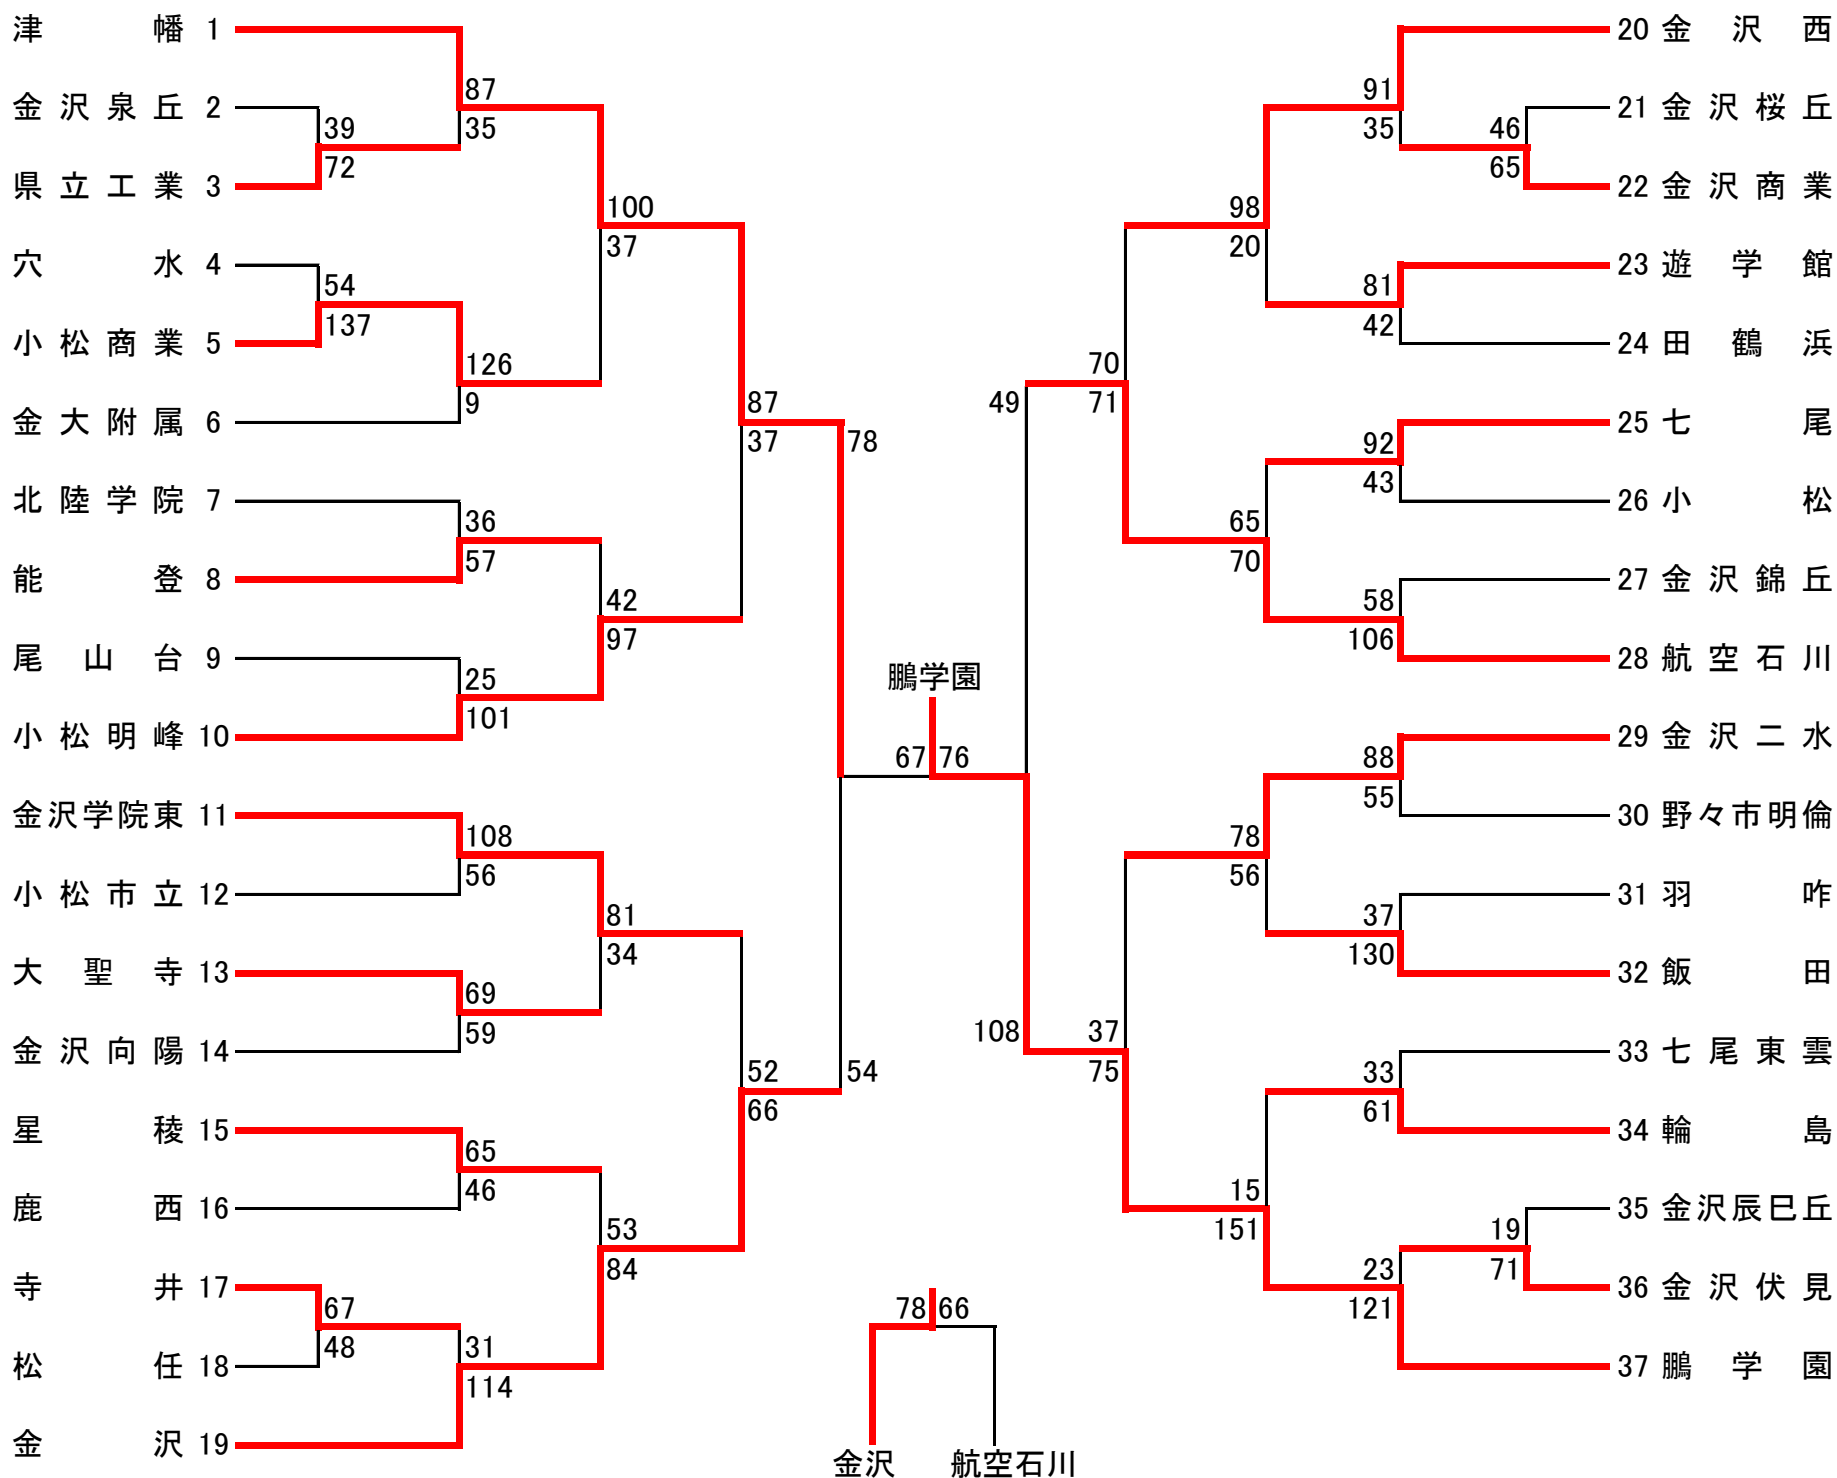 津幡 1
金沢泉丘 2
県立工業 3
穴水 4
小松商業 5
金大附属 6
北陸学院 7
能登 8
尾山台 9
小松明峰 10
金沢学院東 11
小松市立 12
大聖寺 13
金沢向陽 14
星稜 15
鹿西 16
寺井 17
松任 18
金沢 19
39
72
54
137
67
48
87
35
126
9
36
57
25
101
108
56
69
59
65
46
31
114
100
37
42
97
81
34
53
84
87
37
52
66
78
54
鵬学園
67 76
49
108
70
71
37
75
98
20
65
70
78
56
15
151
91
35
81
42
92
43
58
106
88
55
37
130
33
61
23
121
46
65
19
71
20 金沢西
21 金沢桜丘
22 金沢商業
23 遊学館
24 田鶴浜
25 七尾
26 小松
27 金沢錦丘
28 航空石川
29 金沢二水
30 野々市明倫
31 羽咋
32 飯田
33 七尾東雲
34 輪島
35 金沢辰巳丘
36 金沢伏見
37 鵬学園
78 66
金沢 航空石川